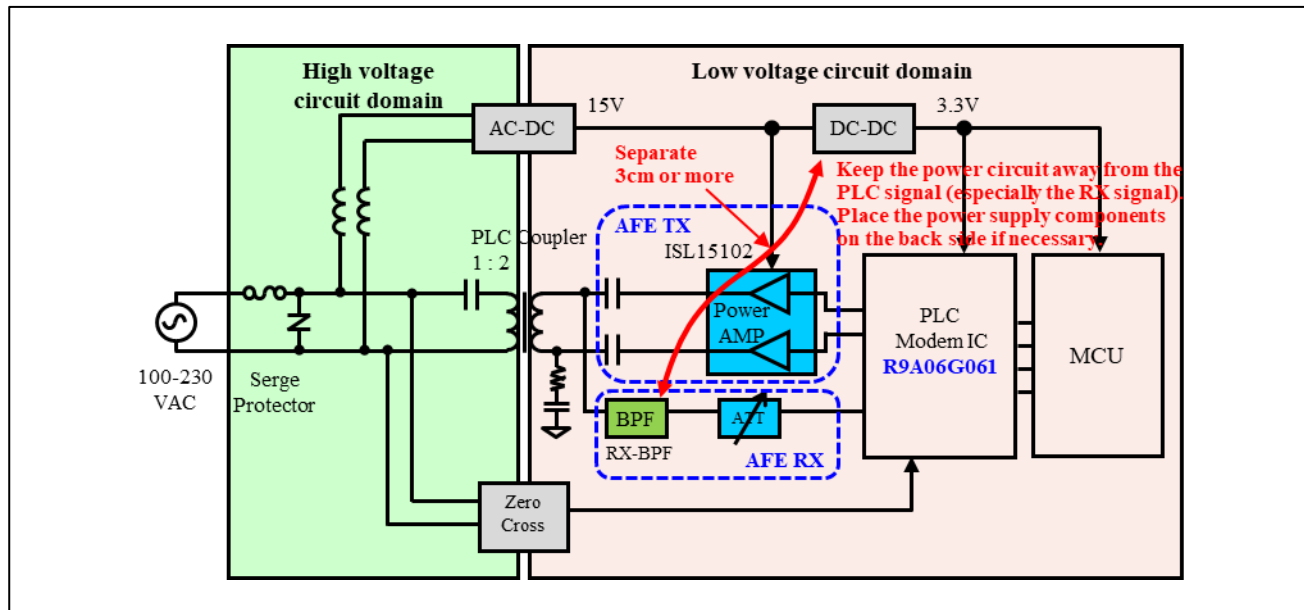 High voltage
circuit domain
Low voltage circuit domain
AC-DC
15V
DC-DC
3.3V
Separate
3cm or more
Keep the power circuit away from the
PLC signal (especially the RX signal).
Place the power supply components
on the back side if necessary.
AFE TX
PLC Coupler
1 : 2
ISL15102
Power
AMP
PLC
Modem IC
R9A06G061
MCU
100-230
VAC
Serge
Protector
BPF
RX-BPF
ATT
AFE RX
Zero
Cross